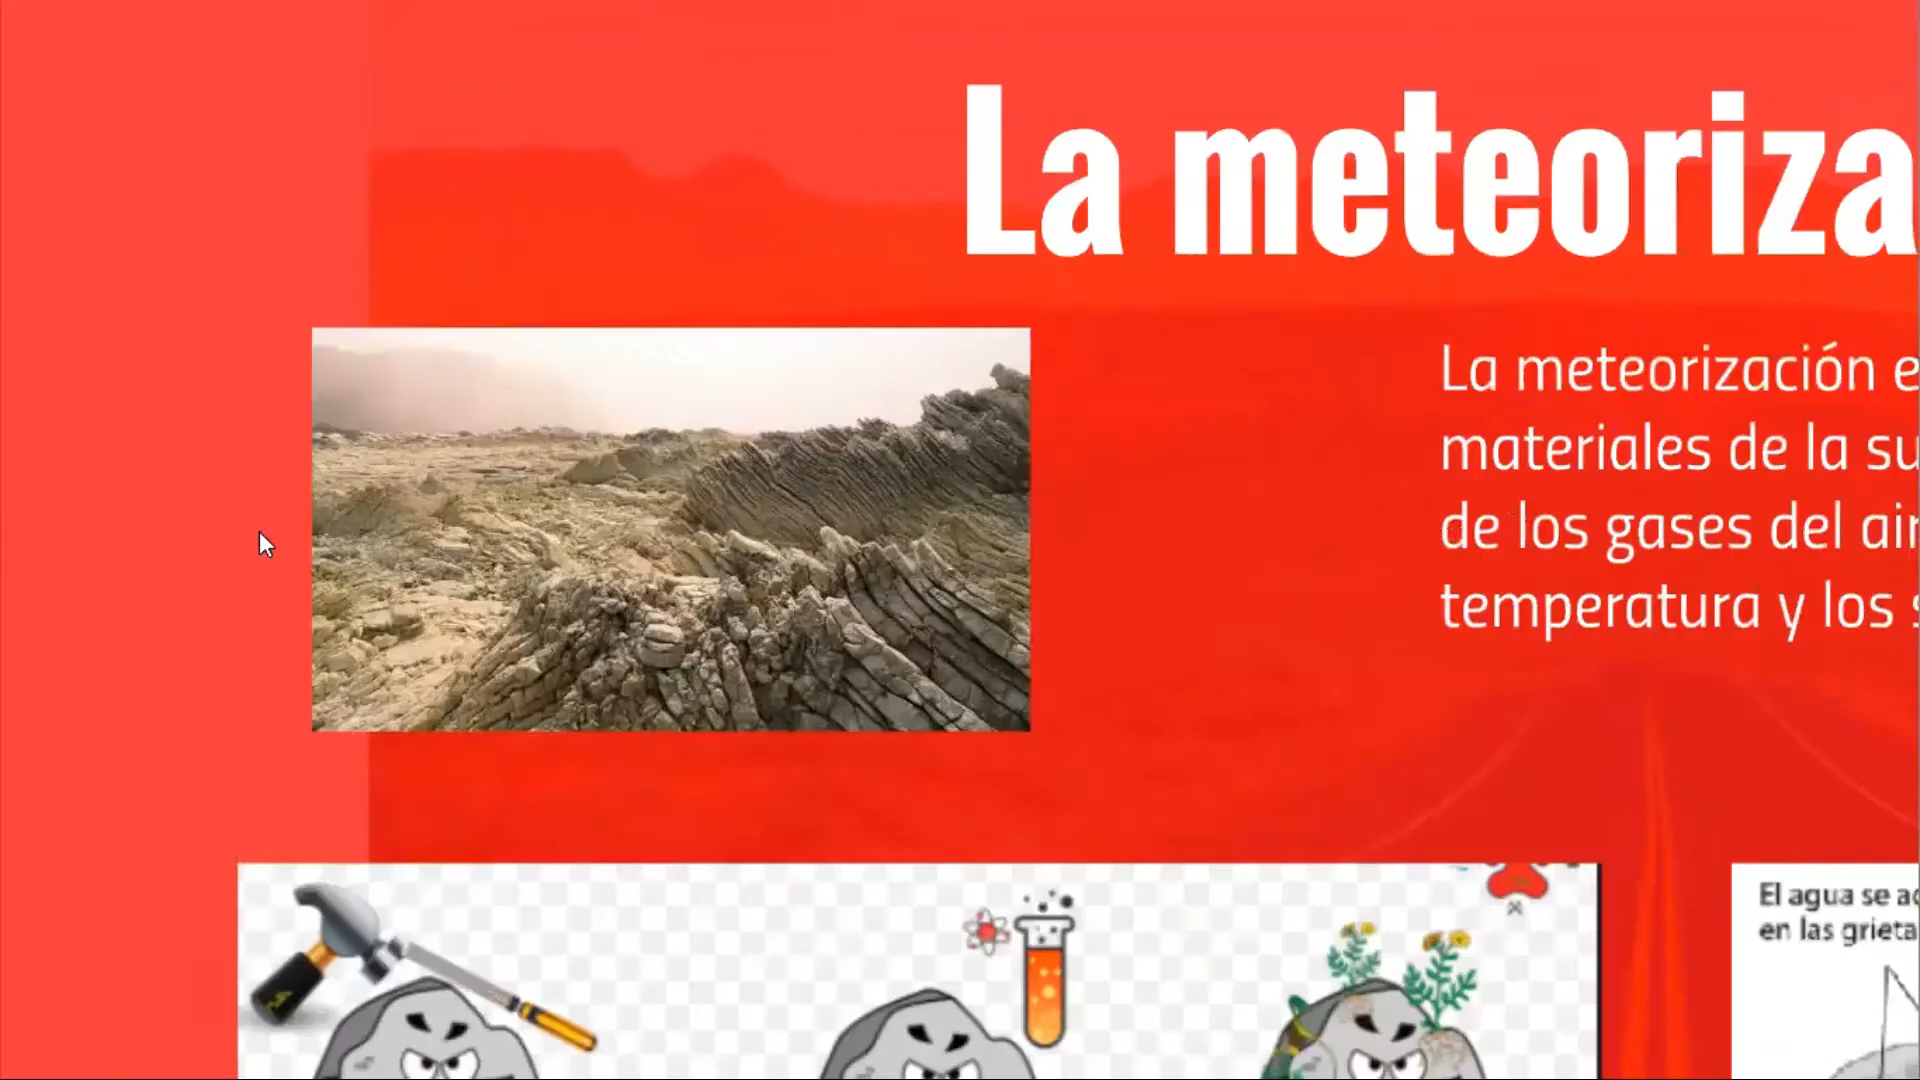 La meteoriza
La meteorización e
materiales de la su
de los gases del air
temperatura y los s
El agua se ac
en las grieta